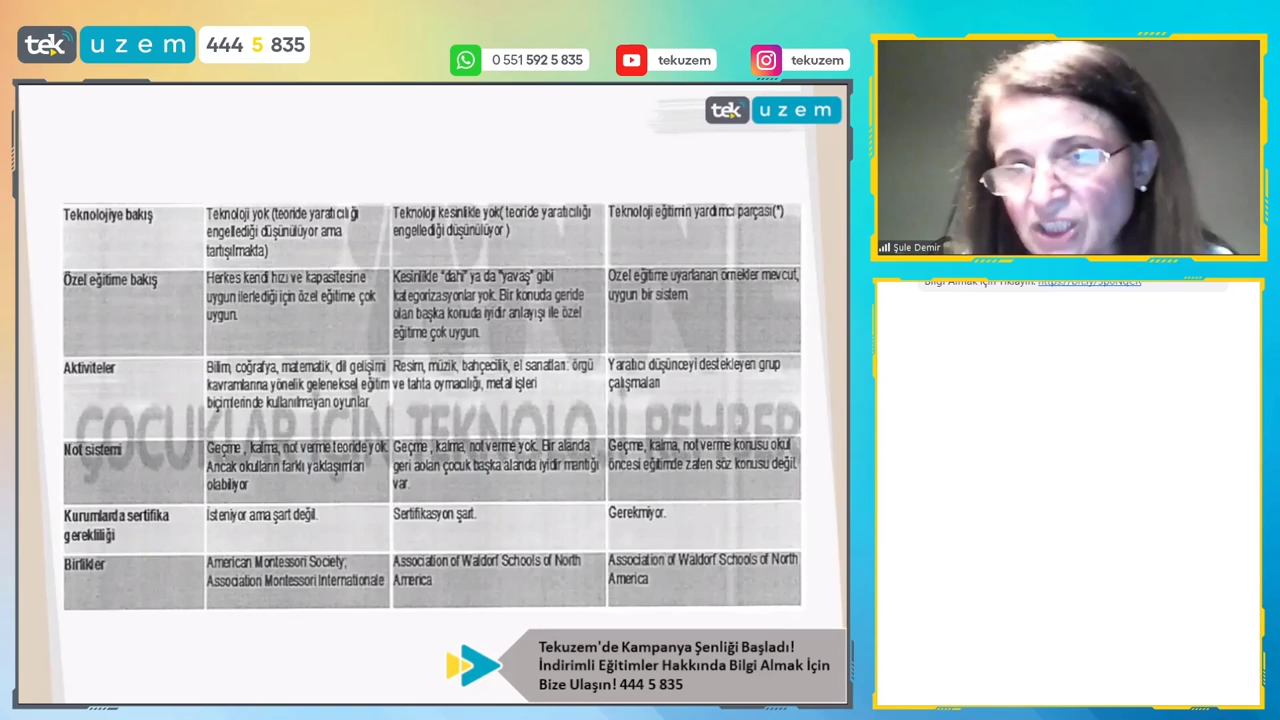 tek uzem 444 5 835
0 551 592 5 835
tekuzem
tekuzem
tek uzem
Teknolojiye bakış
Teknoloji yok (teoride yaratıcılığı
engellediği düşünülüyor ama
tartışılmakta)
Teknoloji kesinlikle yok( teoride yaratıcılığı
engellediği düşünülüyor )
Teknoloji eğitimin yardımcı parçası(*)
Özel eğitime bakış
Herkes kendi hızı ve kapasitesine
uygun ilerlediği için özel eğitime çok
uygun.
Kesinlikle "dahi" ya da "yavaş" gibi
kategorizasyonlar yok. Bir konuda geride
olan başka konuda iyidir anlayışı ile özel
eğitime çok uygun.
Özel eğitime uyarlanan örnekler mevcut,
uygun bir sistem
Aktiviteler
Bilim, coğrafya, matematik, dil gelişimi
kavramlarına yönelik geleneksel eğitim
biçimlerinde kullanılmayan oyunlar
Resim, müzik, bahçecilik, el sanatları: örgü
ve tahta oymacılığı, metal işleri
Yaratıcı düşünceyi destekleyen grup
çalışmaları
ÇOCUKLAR İÇİN TEKNOLOJİ REHBER
Not sistemi
Geçme , kalma, not verme teoride yok.
Ancak okulların farklı yaklaşımları
olabiliyor
Geçme , kalma, not verme yok. Bir alanda
geri aolan çocuk başka alanda iyidir mantığı
var.
Geçme, kalma, not verme konusu okul
öncesi eğitimde zaten söz konusu değil.
Kurumlarda sertifika
gerekliliği
İsteniyor ama şart değil.
Sertifikasyon şart.
Gerekmiyor.
Birlikler
American Montessori Society;
Association Montessori Internationale
Association of Waldorf Schools of North
America
Association of Waldorf Schools of North
America
Tekuzem'de Kampanya Şenliği Başladı!
İndirimli Eğitimler Hakkında Bilgi Almak İçin
Bize Ulaşın! 444 5 835
Şule Demir
Bilgi Almak İçin Tıklayın: